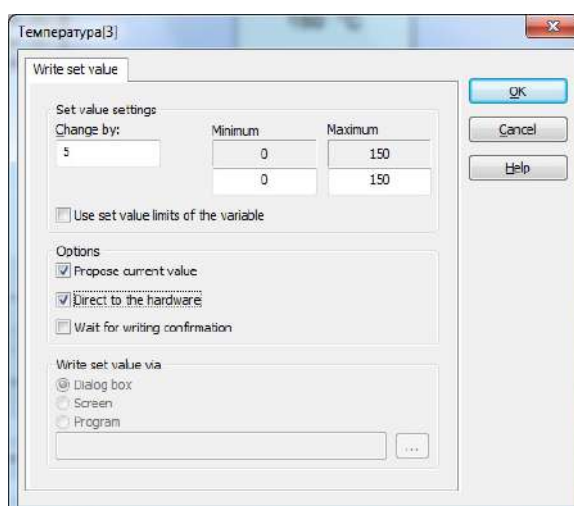 Температура[3]
Write set value
Set value settings
Change by: Minimum Maximum
0 150
5 0 150
Use set value limits of the variable
Options
Propose current value
Direct to the hardware
Wait for writing confirmation
Write set value via
Dialog box
Screen
Program
...
OK
Cancel
Help